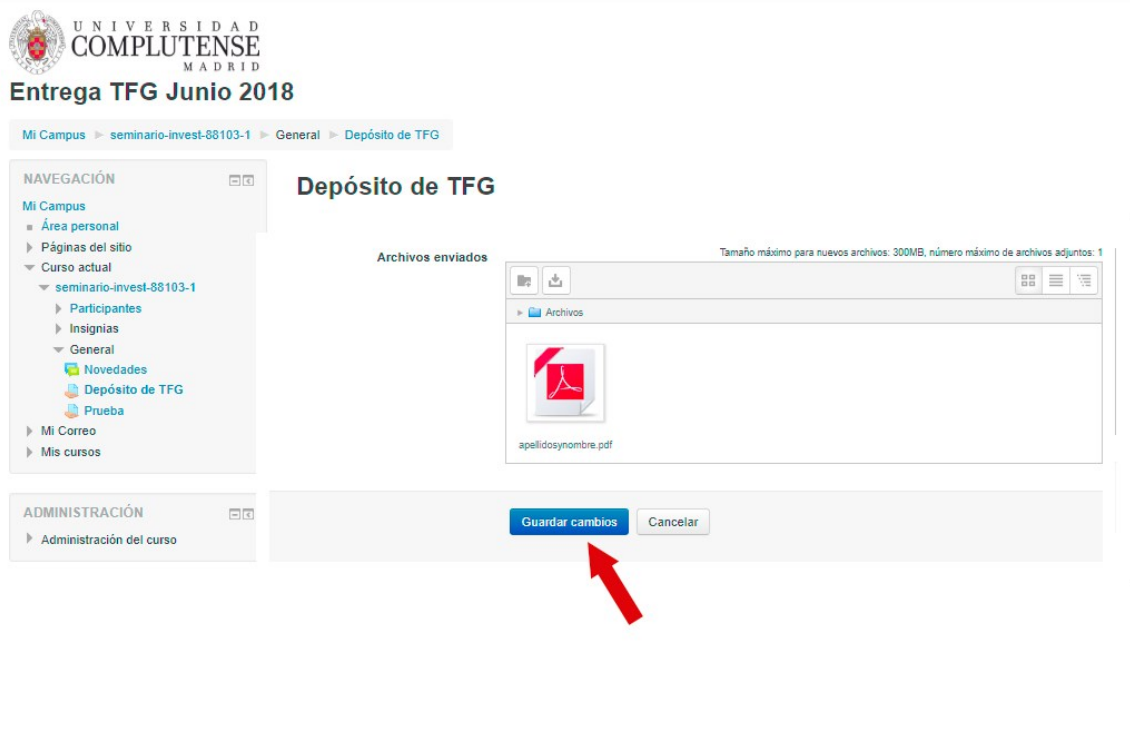 UNIVERSIDAD
COMPLUTENSE
MADRID
Entrega TFG Junio 2018
Mi Campus seminario-invest-88103-1 General Depósito de TFG
NAVEGACIÓN
Mi Campus
Área personal
Páginas del sitio
Curso actual
seminario-invest-88103-1
Participantes
Insignias
General
Novedades
Depósito de TFG
Prueba
Mi Correo
Mis cursos
ADMINISTRACIÓN
Administración del curso
Depósito de TFG
Archivos enviados
Tamaño máximo para nuevos archivos: 300MB, número máximo de archivos adjuntos: 1
Archivos
apellidosynombre.pdf
Guardar cambios Cancelar